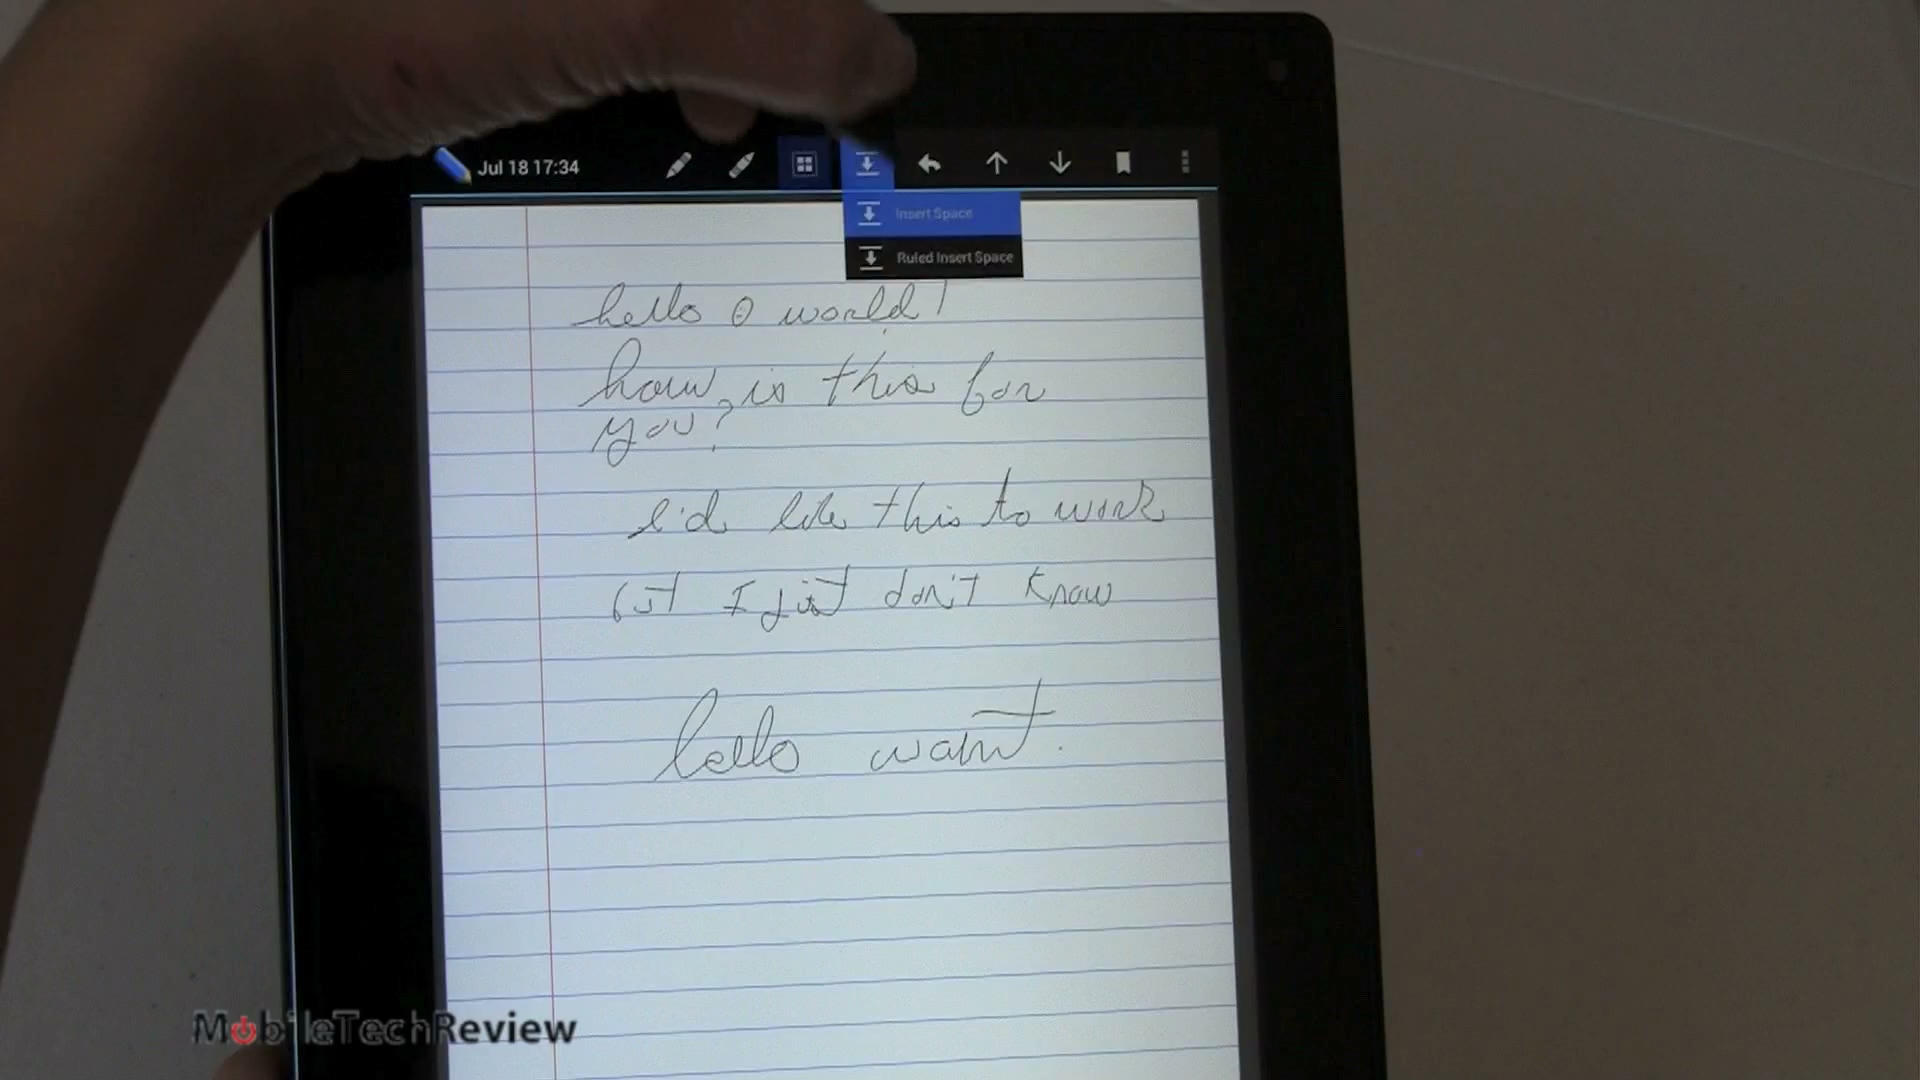 Jul 18 17:34
Insert Space
Ruled Insert Space
hello 0 world!
how is this for
you?
I'd like this to work
but I just don't know
hello want.
MobileTechReview